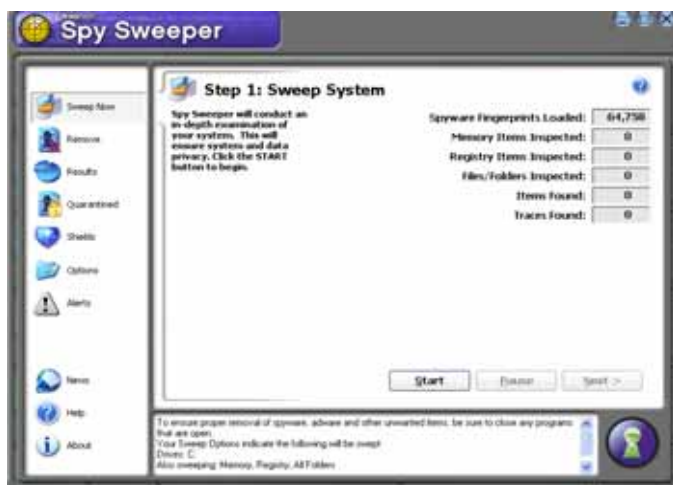 Spy Sweeper
Step 1: Sweep System
Spy Sweeper will conduct an
in-depth examination of
your system. This will
ensure system and data
privacy. Click the START
button to begin.
Spyware Fingerprints Loaded: 64,758
Memory Items Inspected: 0
Registry Items Inspected: 0
Files/Folders Inspected: 0
Items Found: 0
Traces Found: 0
Sweep Now
Remove
Results
Quarantined
Shields
Options
Alerts
News
Help
About
Start Pause Next >
To ensure proper removal of spyware, adware and other unwanted items, be sure to close any programs
that are open.
Your Sweep Options indicate the following will be swept
Drives: C
Also sweeping: Memory, Registry, All Folders